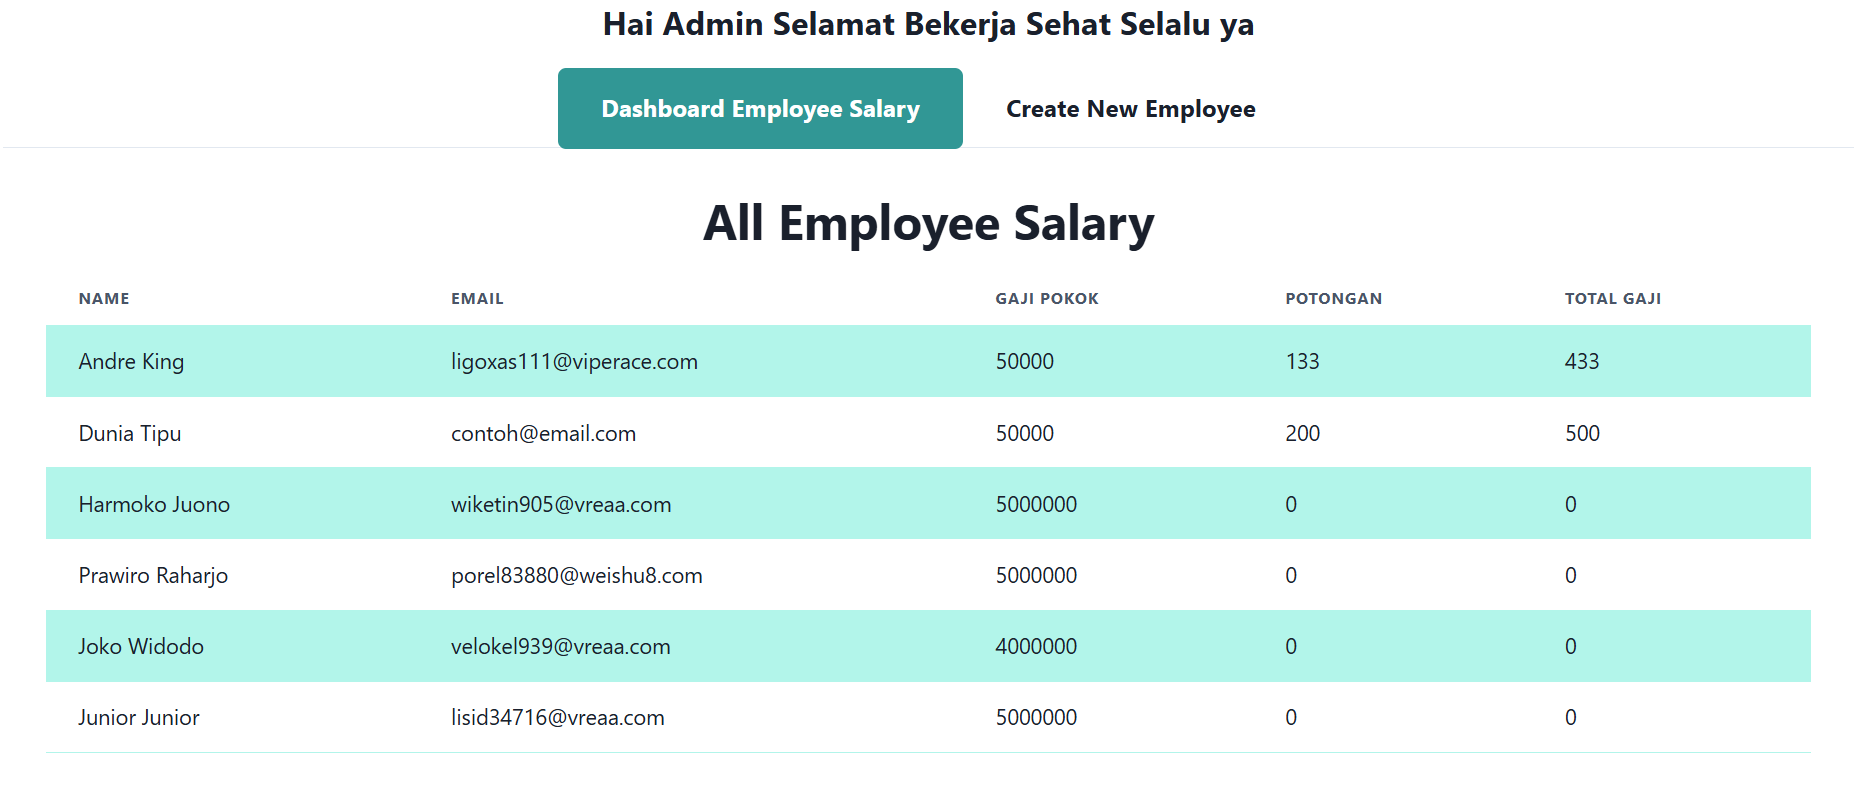 Hai Admin Selamat Bekerja Sehat Selalu ya
Dashboard Employee Salary Create New Employee
All Employee Salary
NAME EMAIL GAJI POKOK POTONGAN TOTAL GAJI
Andre King ligoxas111@viperace.com 50000 133 433
Dunia Tipu contoh@email.com 50000 200 500
Harmoko Juono wiketin905@vreaa.com 5000000 0 0
Prawiro Raharjo porel83880@weishu8.com 5000000 0 0
Joko Widodo velokel939@vreaa.com 4000000 0 0
Junior Junior lisid34716@vreaa.com 5000000 0 0